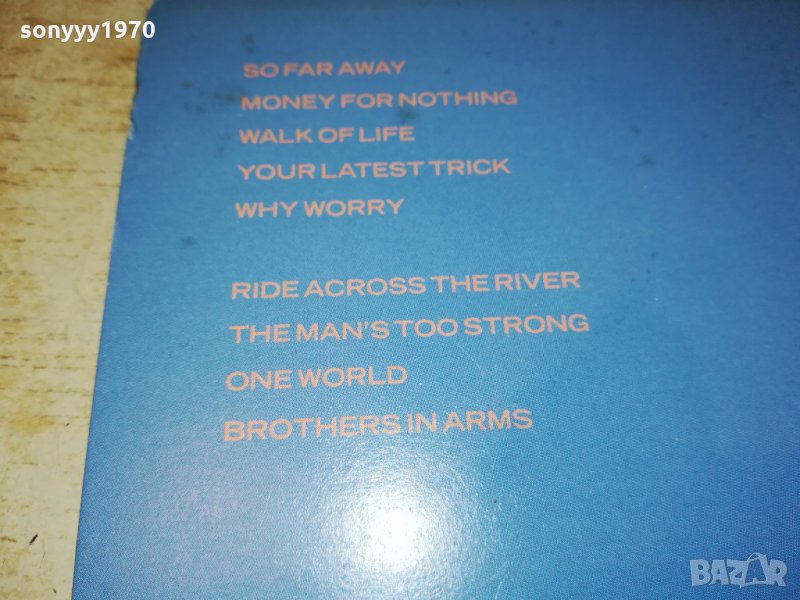 sonyyy1970
SO FAR AWAY
MONEY FOR NOTHING
WALK OF LIFE
YOUR LATEST TRICK
WHY WORRY
RIDE ACROSS THE RIVER
THE MAN'S TOO STRONG
ONE WORLD
BROTHERS IN ARMS
BAZAR